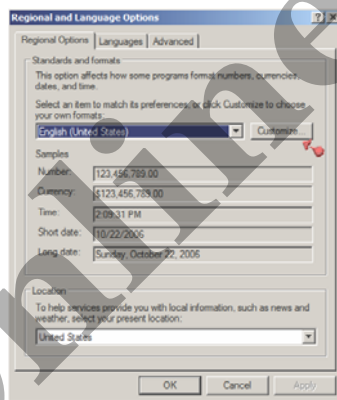 Regional and Language Options
Regional Options Languages Advanced
Standards and formats
This option affects how some programs format numbers, currencies,
dates, and time.
Select an item to match its preferences, or click Customize to choose
your own formats:
English (United States) Customize...
Samples
Number: 123,456,789.00
Currency: $123,456,789.00
Time: 2:09:31 PM
Short date: 10/22/2006
Long date: Sunday, October 22, 2006
Location
To help services provide you with local information, such as news and
weather, select your present location:
United States
OK Cancel Apply